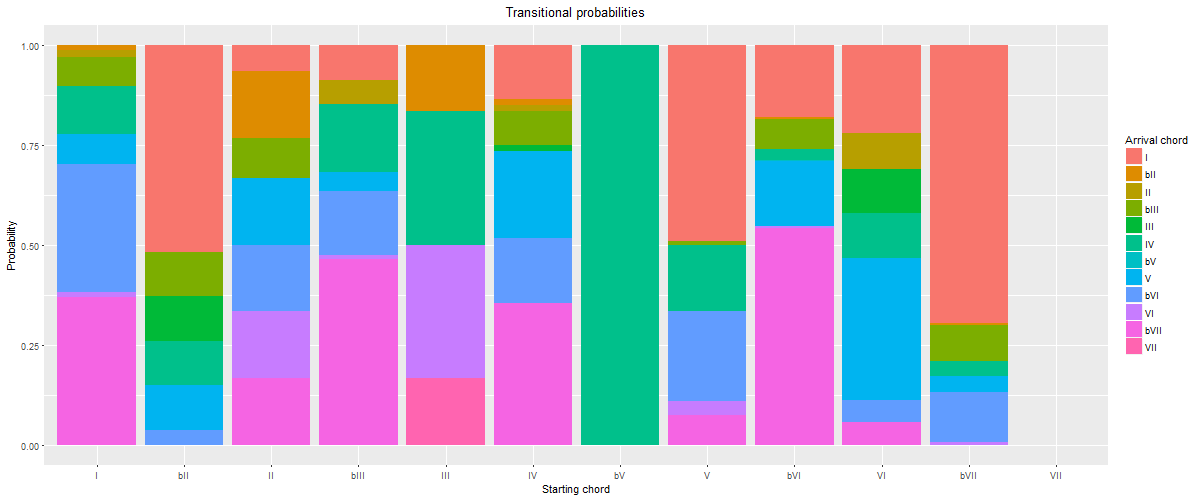 Transitional probabilities
1.00
0.75
0.50
0.25
0.00
Probability
I bII II bIII III IV bV V bVI VI bVII VII
Starting chord
Arrival chord
I
bII
II
bIII
III
IV
bV
V
bVI
VI
bVII
VII